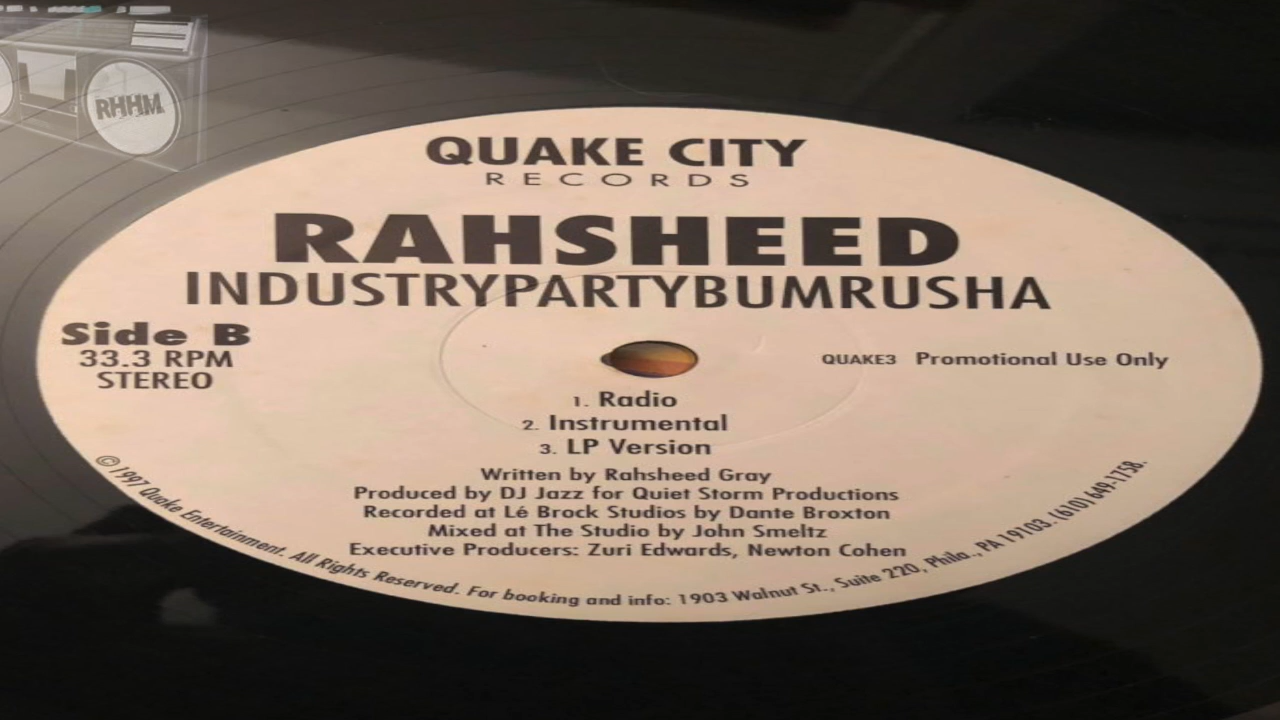 RHHM
QUAKE CITY
RECORDS
RAHSHEED
INDUSTRYPARTYBUMRUSHA
Side B
33.3 RPM
STEREO
QUAKE3 Promotional Use Only
1. Radio
2. Instrumental
3. LP Version
Written by Rahsheed Gray
Produced by DJ Jazz for Quiet Storm Productions
Recorded at Lé Brock Studios by Dante Broxton
Mixed at The Studio by John Smeltz
Executive Producers: Zuri Edwards, Newton Cohen
©1997 Quake Entertainment. All Rights Reserved. For booking and info: 1903 Walnut St., Suite 220, Phila., PA 19103. (610) 649-1758.